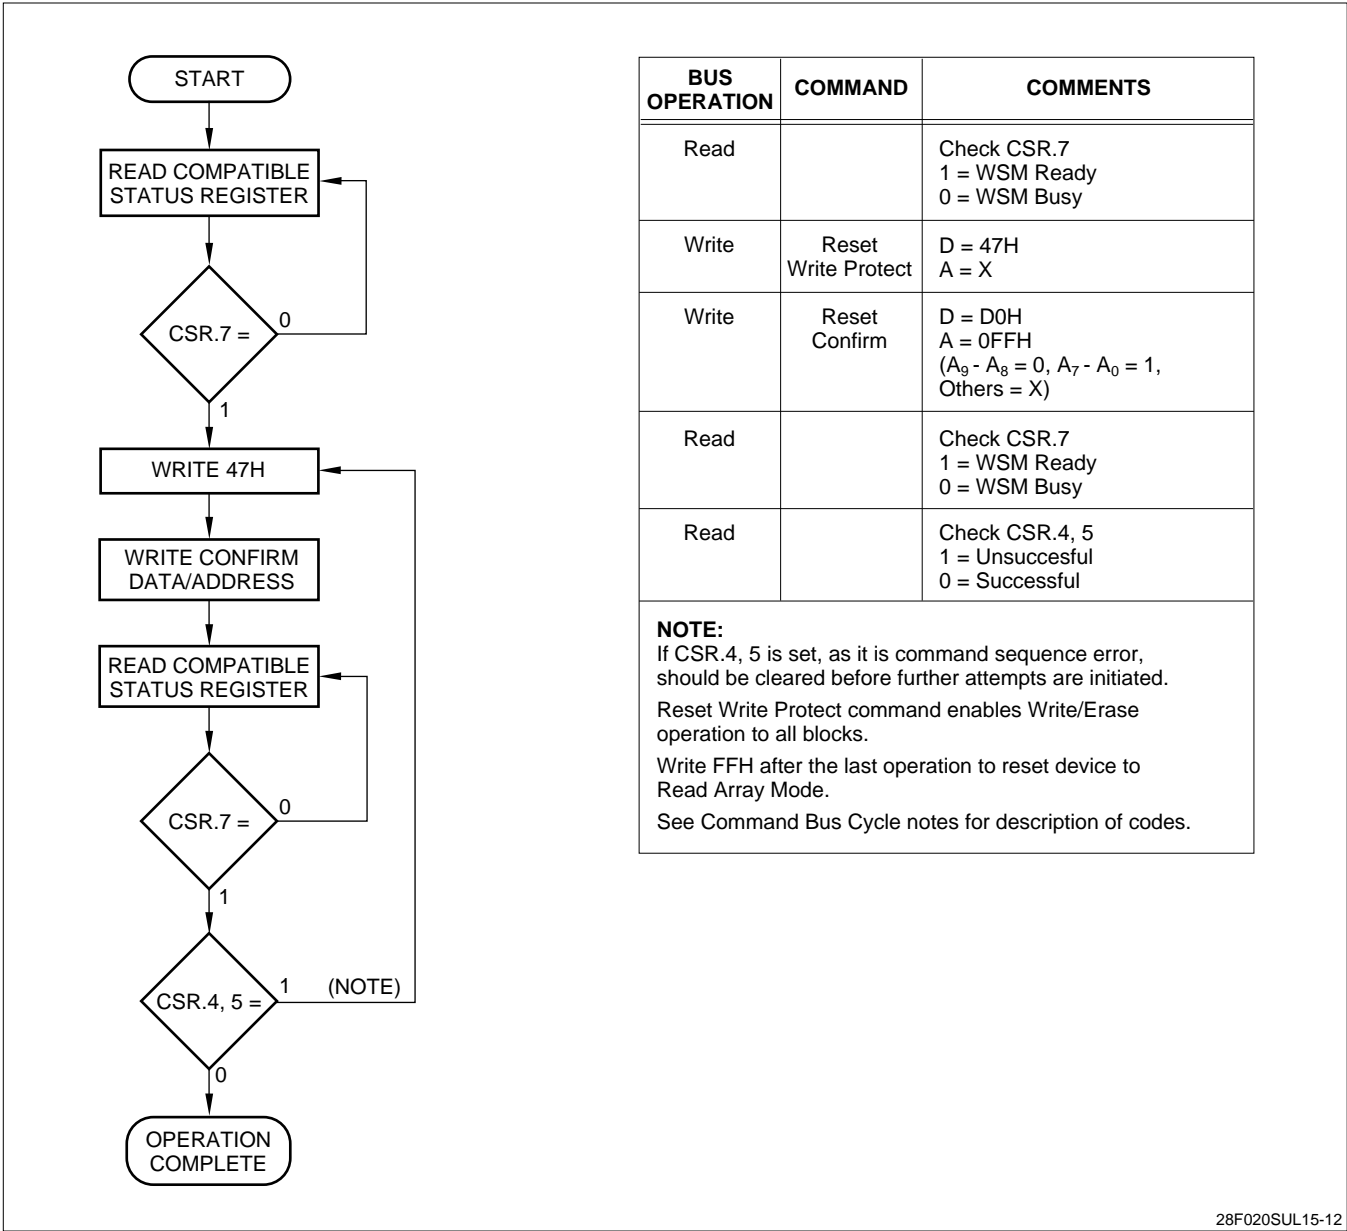 START
READ COMPATIBLE
STATUS REGISTER
CSR.7 =
0
1
WRITE 47H
WRITE CONFIRM
DATA/ADDRESS
READ COMPATIBLE
STATUS REGISTER
CSR.7 =
0
1
CSR.4, 5 =
1
(NOTE)
0
OPERATION
COMPLETE
BUS
OPERATION
COMMAND
COMMENTS
Read
Check CSR.7
1 = WSM Ready
0 = WSM Busy
Write
Reset
Write Protect
D = 47H
A = X
Write
Reset
Confirm
D = D0H
A = 0FFH
(A₉ - A₈ = 0, A₇ - A₀ = 1,
Others = X)
Read
Check CSR.7
1 = WSM Ready
0 = WSM Busy
Read
Check CSR.4, 5
1 = Unsuccesful
0 = Successful
NOTE:
If CSR.4, 5 is set, as it is command sequence error,
should be cleared before further attempts are initiated.
Reset Write Protect command enables Write/Erase
operation to all blocks.
Write FFH after the last operation to reset device to
Read Array Mode.
See Command Bus Cycle notes for description of codes.
28F020SUL15-12